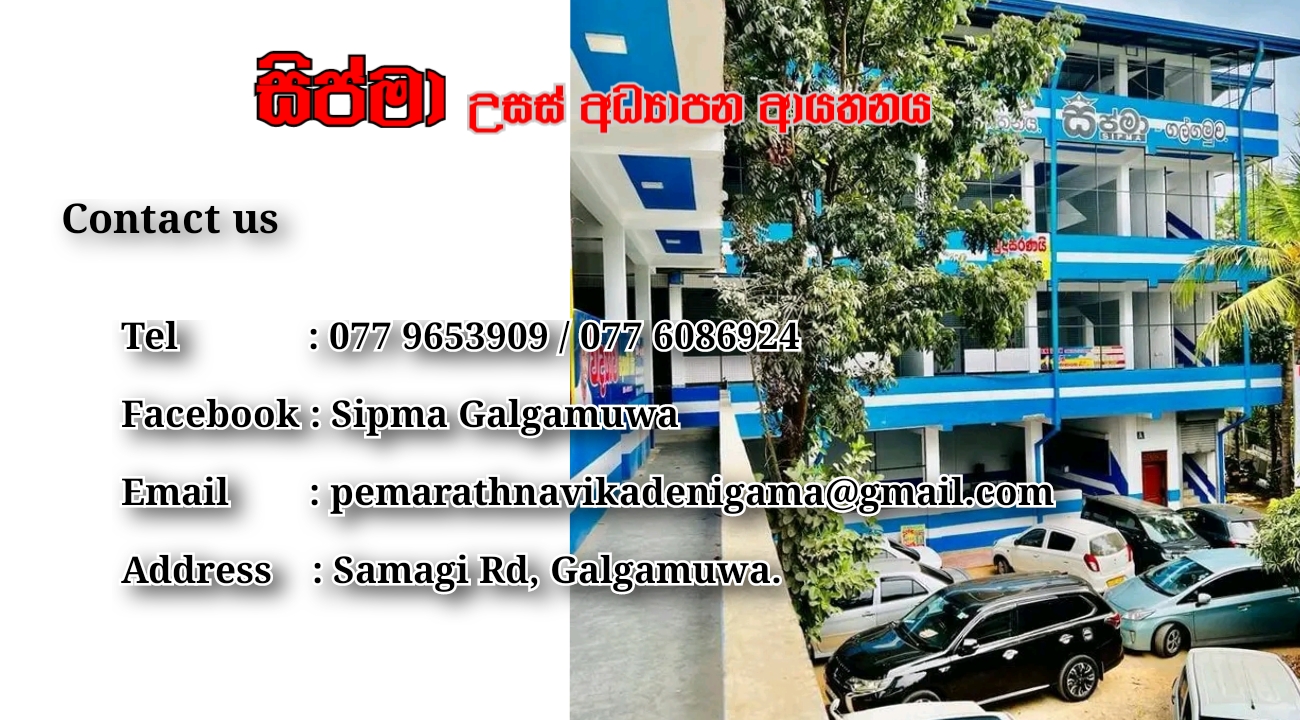 සිප්මා උසස් අධ්‍යාපන ආයතනය
සිප්මා - ගල්ගමුව.
SIPMA
Contact us
Tel : 077 9653909 / 077 6086924
Facebook : Sipma Galgamuwa
Email : pemarathnavikadenigama@gmail.com
Address : Samagi Rd, Galgamuwa.